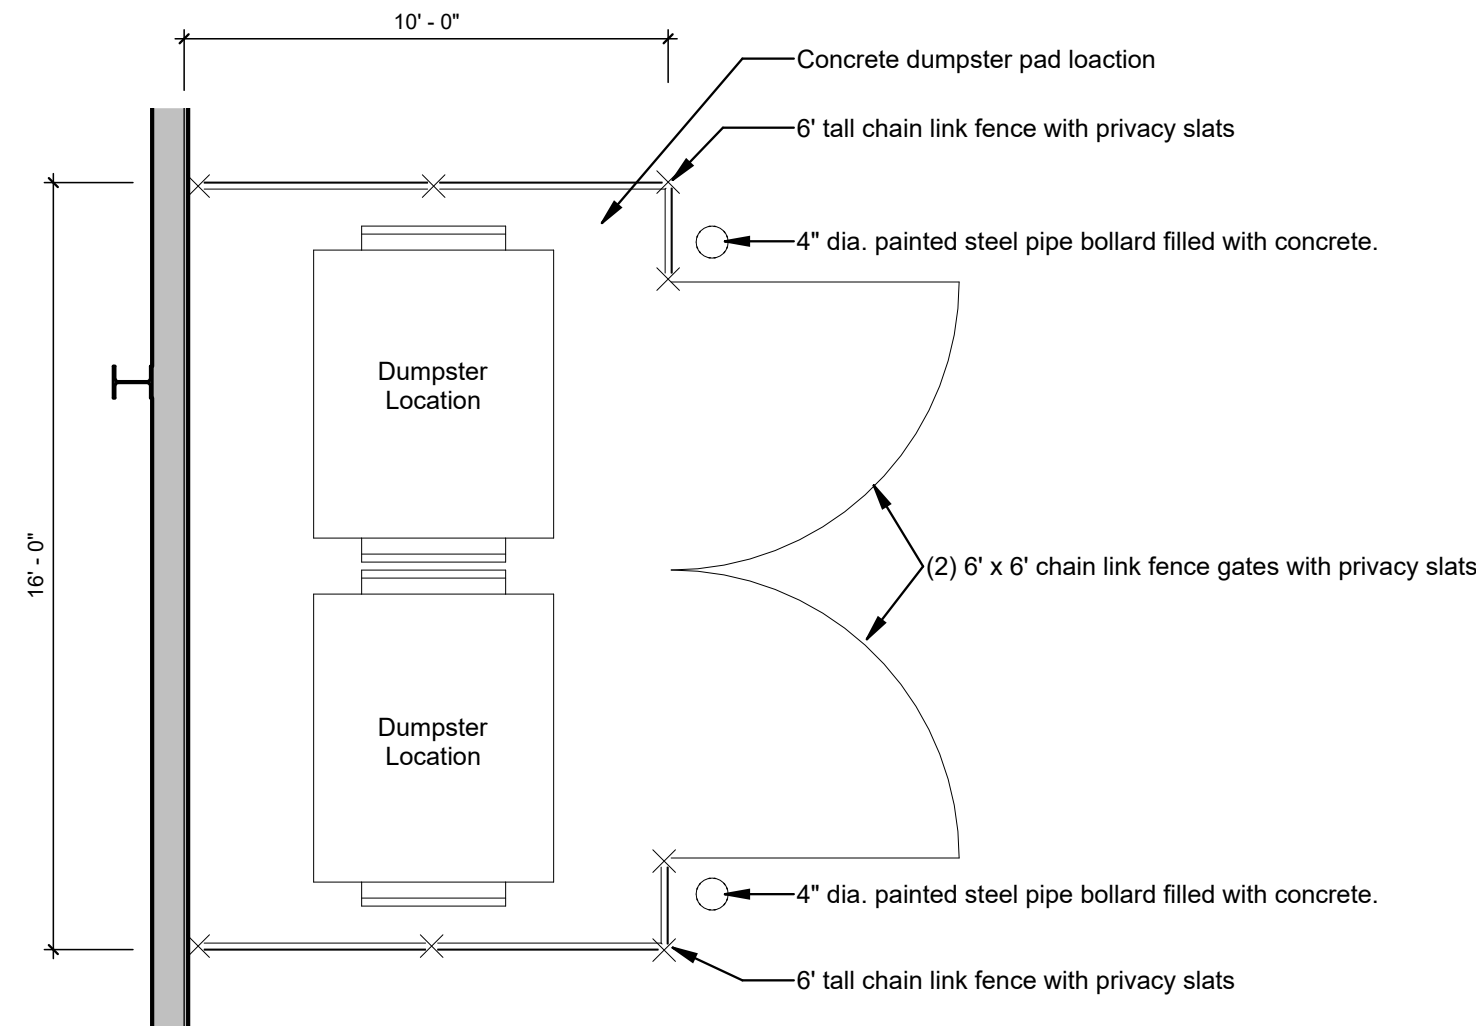 10' - 0"
Concrete dumpster pad loaction
6' tall chain link fence with privacy slats
4" dia. painted steel pipe bollard filled with concrete.
Dumpster
Location
16' - 0"
(2) 6' x 6' chain link fence gates with privacy slats
Dumpster
Location
4" dia. painted steel pipe bollard filled with concrete.
6' tall chain link fence with privacy slats